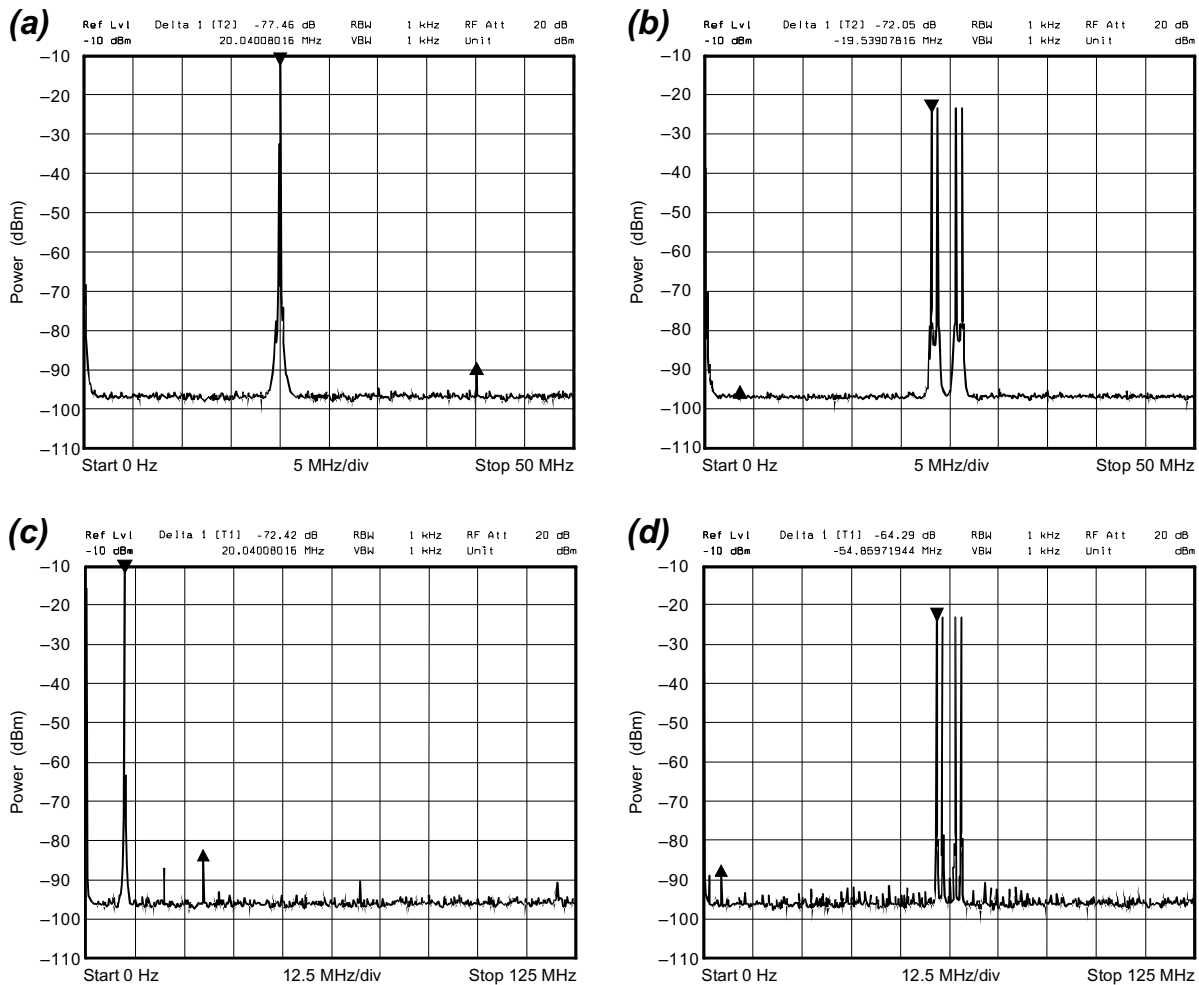 (a)
Ref Lvl Delta 1 [T2] -77.46 dB RBW 1 kHz RF Att 20 dB
-10 dBm 20.04008016 MHz VBW 1 kHz Unit dBm
Power (dBm)
–10
–20
–30
–40
–50
–60
–70
–80
–90
–100
–110
Start 0 Hz 5 MHz/div Stop 50 MHz
(b)
Ref Lvl Delta 1 [T2] -72.05 dB RBW 1 kHz RF Att 20 dB
-10 dBm -19.53907816 MHz VBW 1 kHz Unit dBm
Power (dBm)
–10
–20
–30
–40
–50
–60
–70
–80
–90
–100
–110
Start 0 Hz 5 MHz/div Stop 50 MHz
(c)
Ref Lvl Delta 1 [T1] -72.42 dB RBW 1 kHz RF Att 20 dB
-10 dBm 20.04008016 MHz VBW 1 kHz Unit dBm
Power (dBm)
–10
–20
–30
–40
–50
–60
–70
–80
–90
–100
–110
Start 0 Hz 12.5 MHz/div Stop 125 MHz
(d)
Ref Lvl Delta 1 [T1] -64.29 dB RBW 1 kHz RF Att 20 dB
-10 dBm -54.85971944 MHz VBW 1 kHz Unit dBm
Power (dBm)
–10
–20
–30
–40
–50
–60
–70
–80
–90
–100
–110
Start 0 Hz 12.5 MHz/div Stop 125 MHz